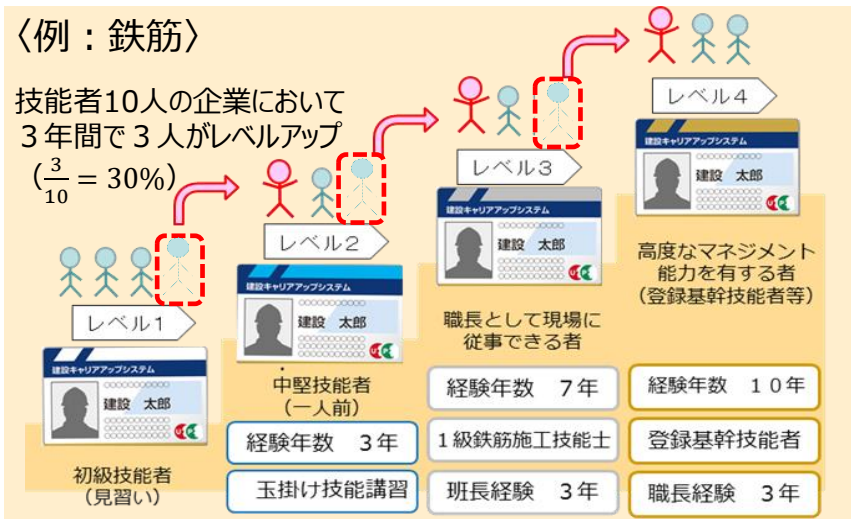 〈例：鉄筋〉
技能者10人の企業において
３年間で３人がレベルアップ
（3/10 = 30%）
レベル1
建設キャリアアップシステム
建設 太郎
初級技能者
（見習い）
レベル2
建設キャリアアップシステム
建設 太郎
中堅技能者
（一人前）
経験年数　３年
玉掛け技能講習
レベル3
建設キャリアアップシステム
建設 太郎
職長として現場に
従事できる者
経験年数　７年
１級鉄筋施工技能士
班長経験　３年
レベル4
建設キャリアアップシステム
建設 太郎
高度なマネジメント
能力を有する者
（登録基幹技能者等）
経験年数　１０年
登録基幹技能者
職長経験　３年